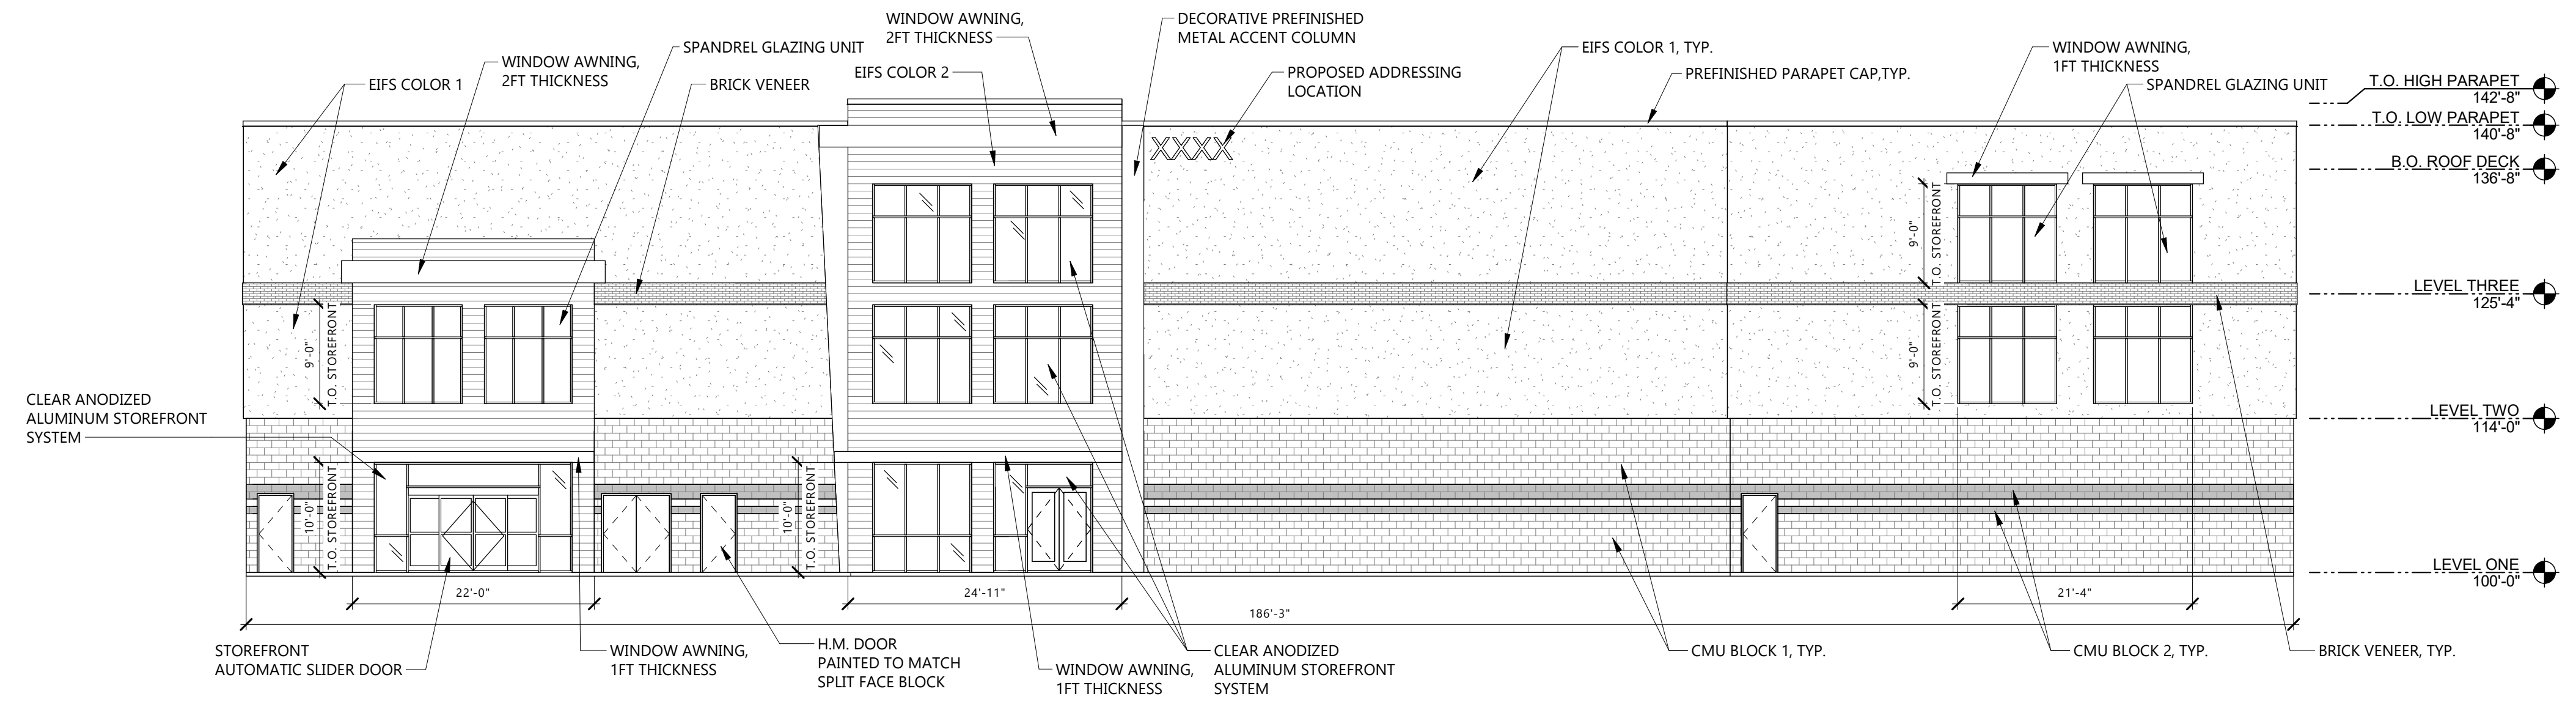 WINDOW AWNING,
2FT THICKNESS
DECORATIVE PREFINISHED
METAL ACCENT COLUMN
WINDOW AWNING,
2FT THICKNESS
SPANDREL GLAZING UNIT
EIFS COLOR 1, TYP.
WINDOW AWNING,
1FT THICKNESS
EIFS COLOR 1
BRICK VENEER
EIFS COLOR 2
PROPOSED ADDRESSING
LOCATION
PREFINISHED PARAPET CAP,TYP.
SPANDREL GLAZING UNIT
T.O. HIGH PARAPET
142'-8"
T.O. LOW PARAPET
140'-8"
XXXX
B.O. ROOF DECK
136'-8"
9'-0"
T.O. STOREFRONT
LEVEL THREE
125'-4"
9'-0"
T.O. STOREFRONT
9'-0"
T.O. STOREFRONT
CLEAR ANODIZED
ALUMINUM STOREFRONT
SYSTEM
LEVEL TWO
114'-0"
10'-0"
T.O. STOREFRONT
10'-0"
T.O. STOREFRONT
LEVEL ONE
100'-0"
22'-0"
24'-11"
21'-4"
186'-3"
STOREFRONT
AUTOMATIC SLIDER DOOR
WINDOW AWNING,
1FT THICKNESS
H.M. DOOR
PAINTED TO MATCH
SPLIT FACE BLOCK
WINDOW AWNING,
1FT THICKNESS
CLEAR ANODIZED
ALUMINUM STOREFRONT
SYSTEM
CMU BLOCK 1, TYP.
CMU BLOCK 2, TYP.
BRICK VENEER, TYP.